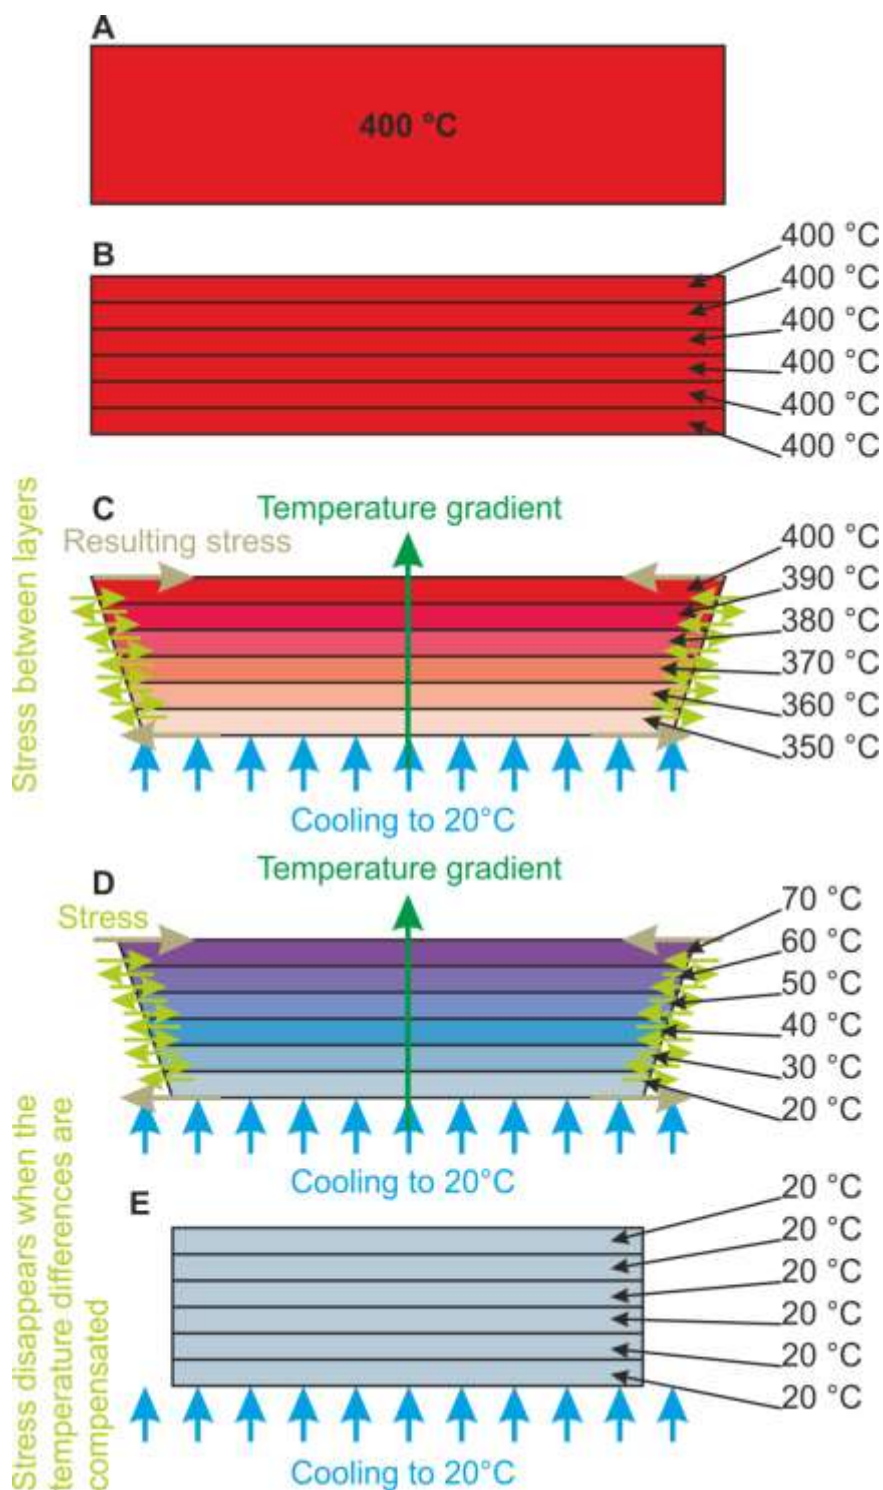 A
400 °C
B
400 °C
400 °C
400 °C
400 °C
400 °C
400 °C
Stress between layers
C
Temperature gradient
Resulting stress
400 °C
390 °C
380 °C
370 °C
360 °C
350 °C
Cooling to 20°C
D
Temperature gradient
Stress
70 °C
60 °C
50 °C
40 °C
30 °C
20 °C
Cooling to 20°C
Stress disappears when the
temperature differences are
compensated
E
20 °C
20 °C
20 °C
20 °C
20 °C
20 °C
Cooling to 20°C